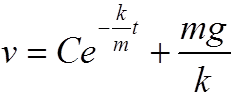 v = Ce^{-\frac{k}{m}t} + \frac{mg}{k}